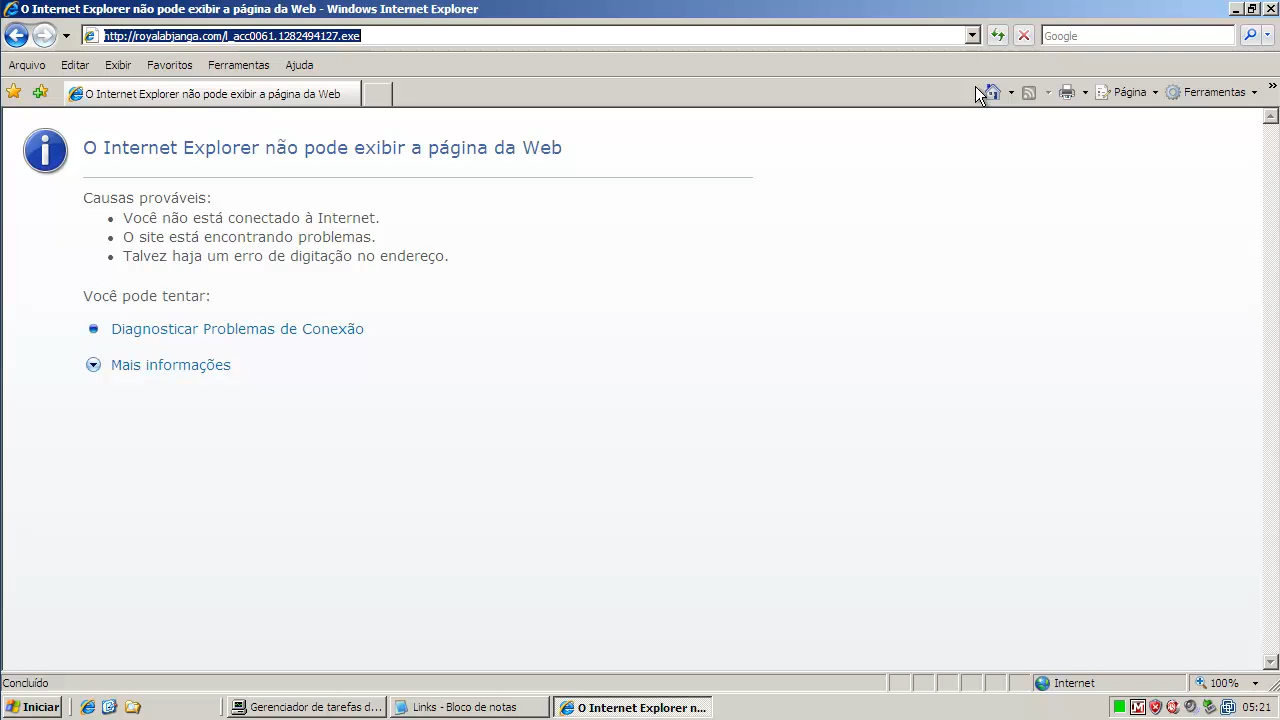 O Internet Explorer não pode exibir a página da Web - Windows Internet Explorer
http://royalabjanga.com/l_acc0061.1282494127.exe
Google
Arquivo Editar Exibir Favoritos Ferramentas Ajuda
O Internet Explorer não pode exibir a página da Web
Página Ferramentas
O Internet Explorer não pode exibir a página da Web
Causas prováveis:
Você não está conectado à Internet.
O site está encontrando problemas.
Talvez haja um erro de digitação no endereço.
Você pode tentar:
Diagnosticar Problemas de Conexão
Mais informações
Concluído Internet 100%
Iniciar Gerenciador de tarefas d... Links - Bloco de notas O Internet Explorer n... 05:21